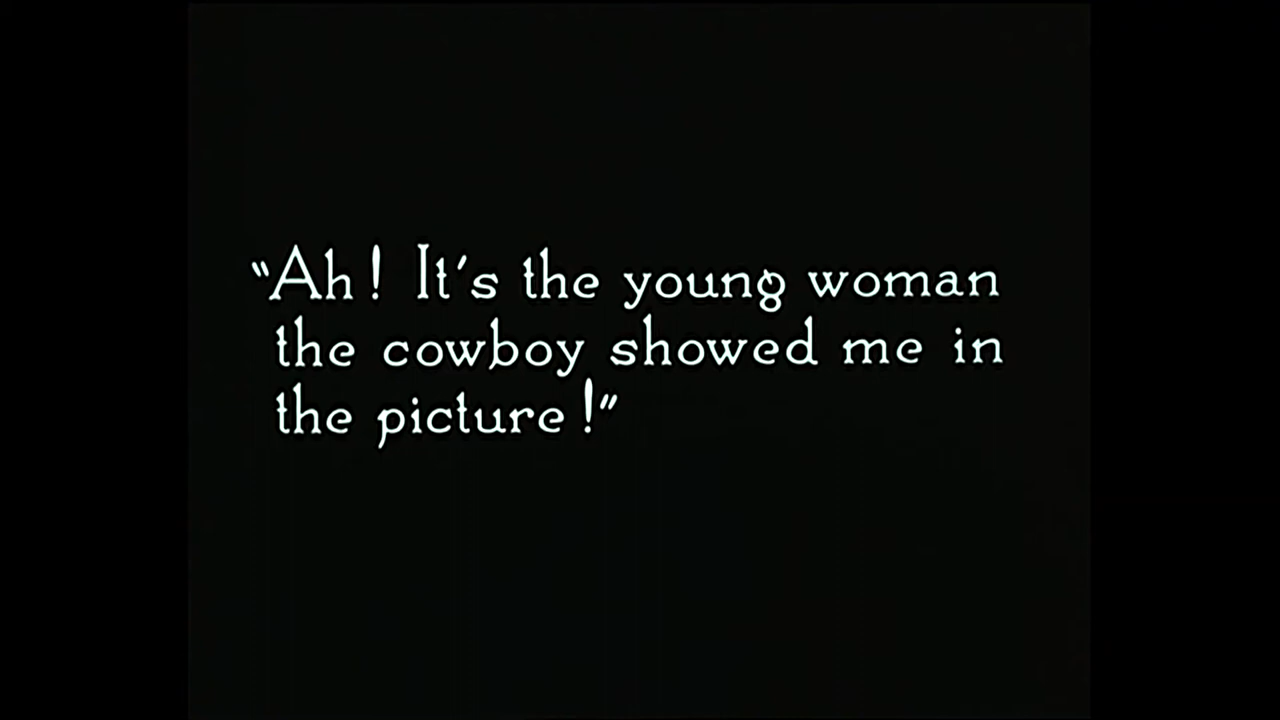 “Ah! It's the young woman
the cowboy showed me in
the picture!”